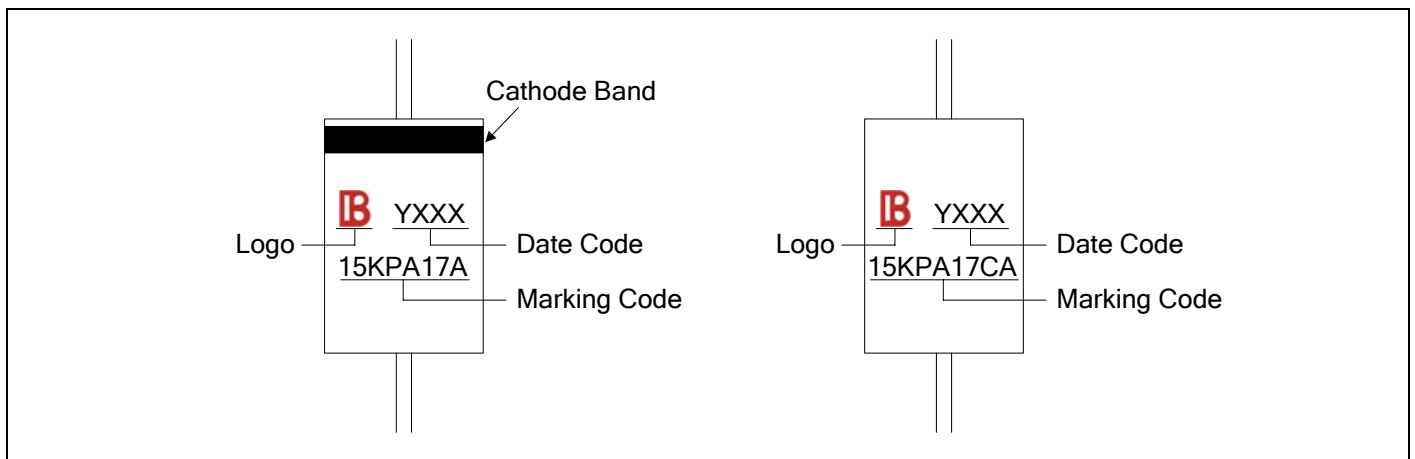 Cathode Band
B YXXX
Logo
Date Code
15KPA17A
Marking Code
B YXXX
Logo
Date Code
15KPA17CA
Marking Code